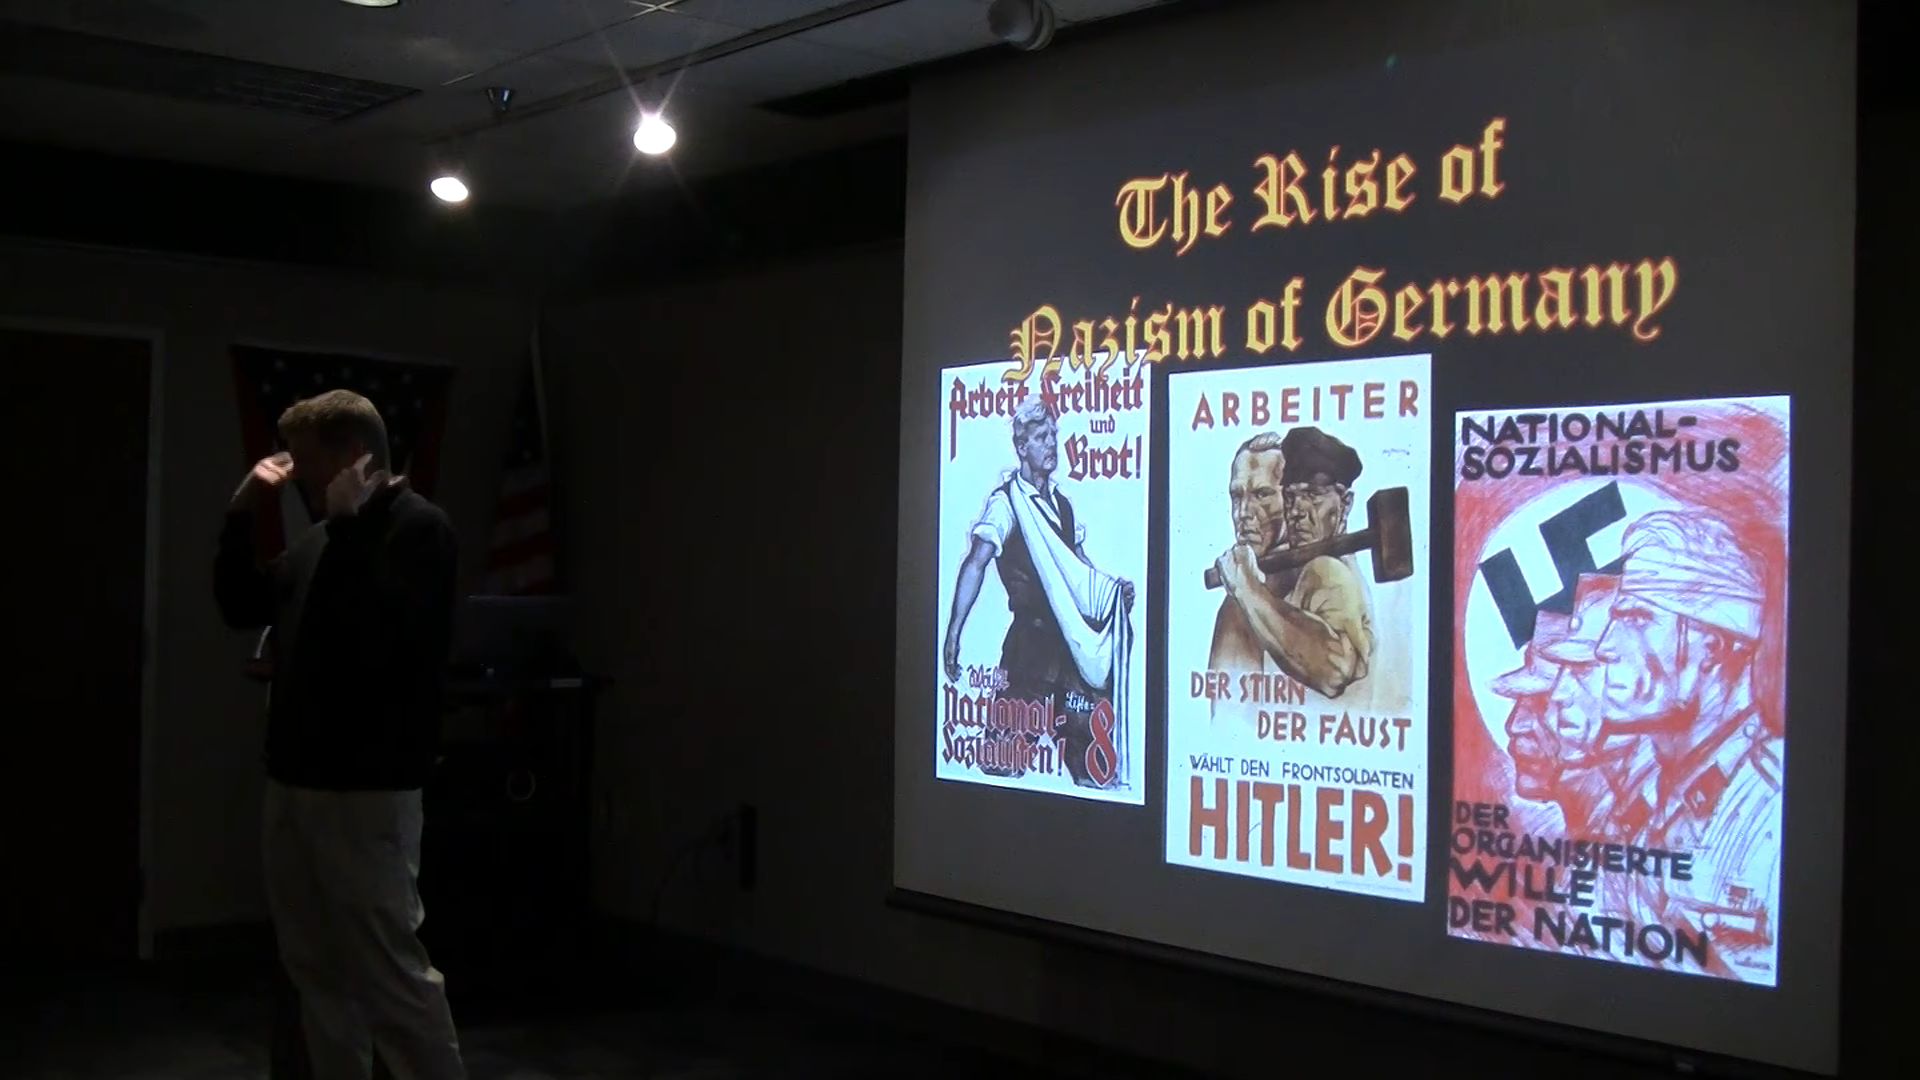 The Rise of
Nazism of Germany
Arbeit Freiheit
und
Brot!
Wählt
National-
Sozialisten!
Liste
8
ARBEITER
DER STIRN
DER FAUST
WÄHLT DEN FRONTSOLDATEN
HITLER!
NATIONAL-
SOZIALISMUS
DER
ORGANISIERTE
WILLE
DER NATION